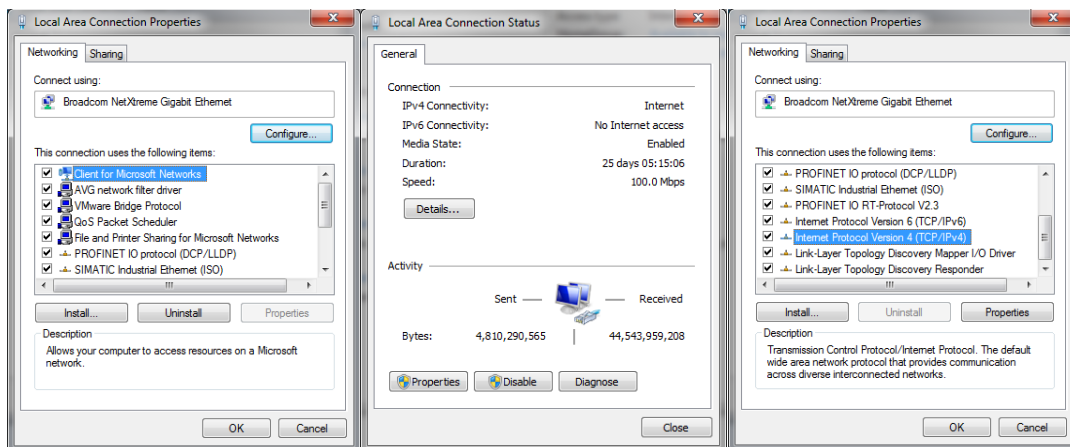 Local Area Connection Properties
Networking Sharing
Connect using:
Broadcom NetXtreme Gigabit Ethernet
Configure...
This connection uses the following items:
Client for Microsoft Networks
AVG network filter driver
VMware Bridge Protocol
QoS Packet Scheduler
File and Printer Sharing for Microsoft Networks
PROFINET IO protocol (DCP/LLDP)
SIMATIC Industrial Ethernet (ISO)
Install... Uninstall Properties
Description
Allows your computer to access resources on a Microsoft
network.
OK Cancel
Local Area Connection Status
General
Connection
IPv4 Connectivity: Internet
IPv6 Connectivity: No Internet access
Media State: Enabled
Duration: 25 days 05:15:06
Speed: 100.0 Mbps
Details...
Activity
Sent Received
Bytes: 4,810,290,565 44,543,959,208
Properties Disable Diagnose
Close
Local Area Connection Properties
Networking Sharing
Connect using:
Broadcom NetXtreme Gigabit Ethernet
Configure...
This connection uses the following items:
PROFINET IO protocol (DCP/LLDP)
SIMATIC Industrial Ethernet (ISO)
PROFINET IO RT-Protocol V2.3
Internet Protocol Version 6 (TCP/IPv6)
Internet Protocol Version 4 (TCP/IPv4)
Link-Layer Topology Discovery Mapper I/O Driver
Link-Layer Topology Discovery Responder
Install... Uninstall Properties
Description
Transmission Control Protocol/Internet Protocol. The default
wide area network protocol that provides communication
across diverse interconnected networks.
OK Cancel